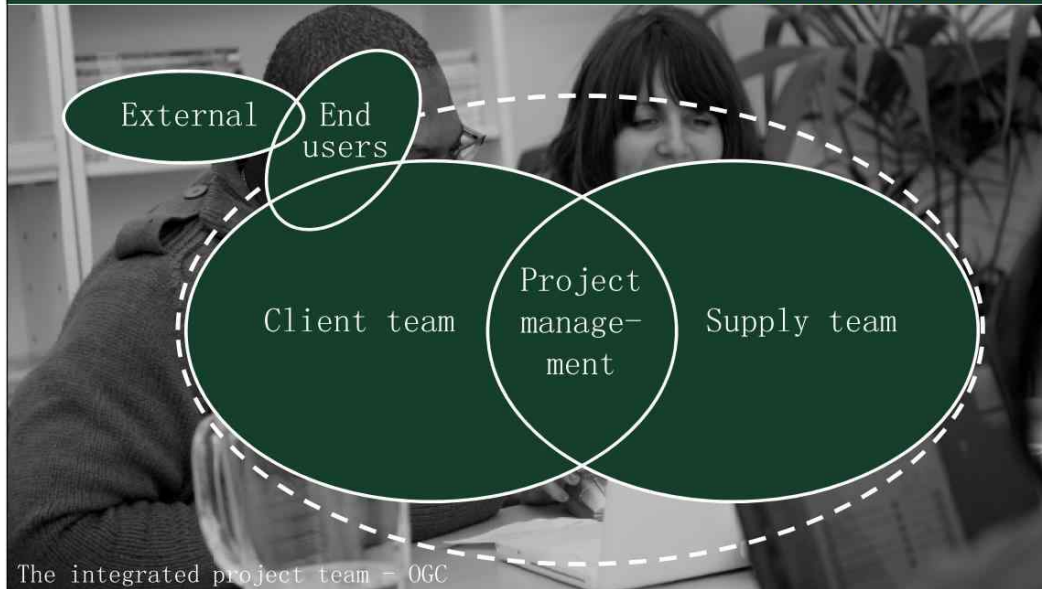 External
End
users
Client team
Project
manage-
ment
Supply team
The integrated project team - OGC